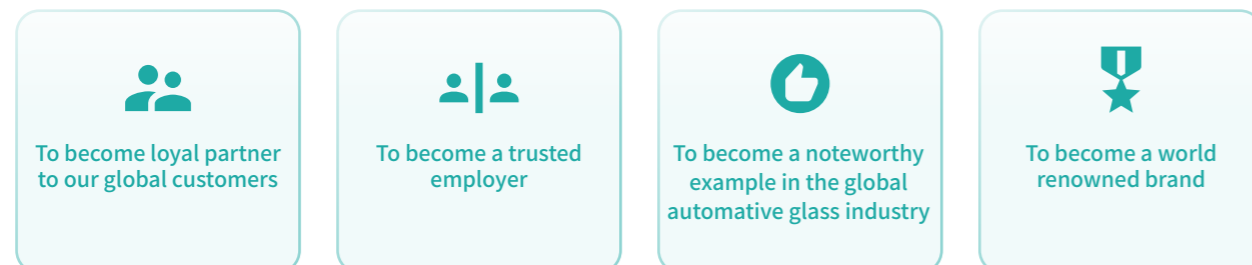 To become loyal partner
to our global customers
To become a trusted
employer
To become a noteworthy
example in the global
automative glass industry
To become a world
renowned brand